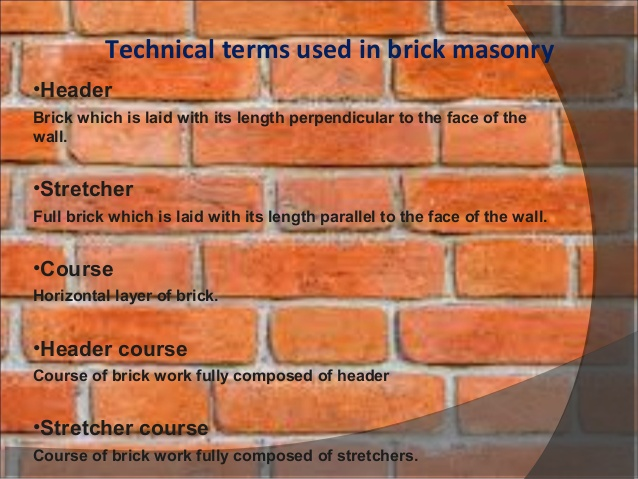 Technical terms used in brick masonry
•Header
Brick which is laid with its length perpendicular to the face of the
wall.
•Stretcher
Full brick which is laid with its length parallel to the face of the wall.
•Course
Horizontal layer of brick.
•Header course
Course of brick work fully composed of header
•Stretcher course
Course of brick work fully composed of stretchers.